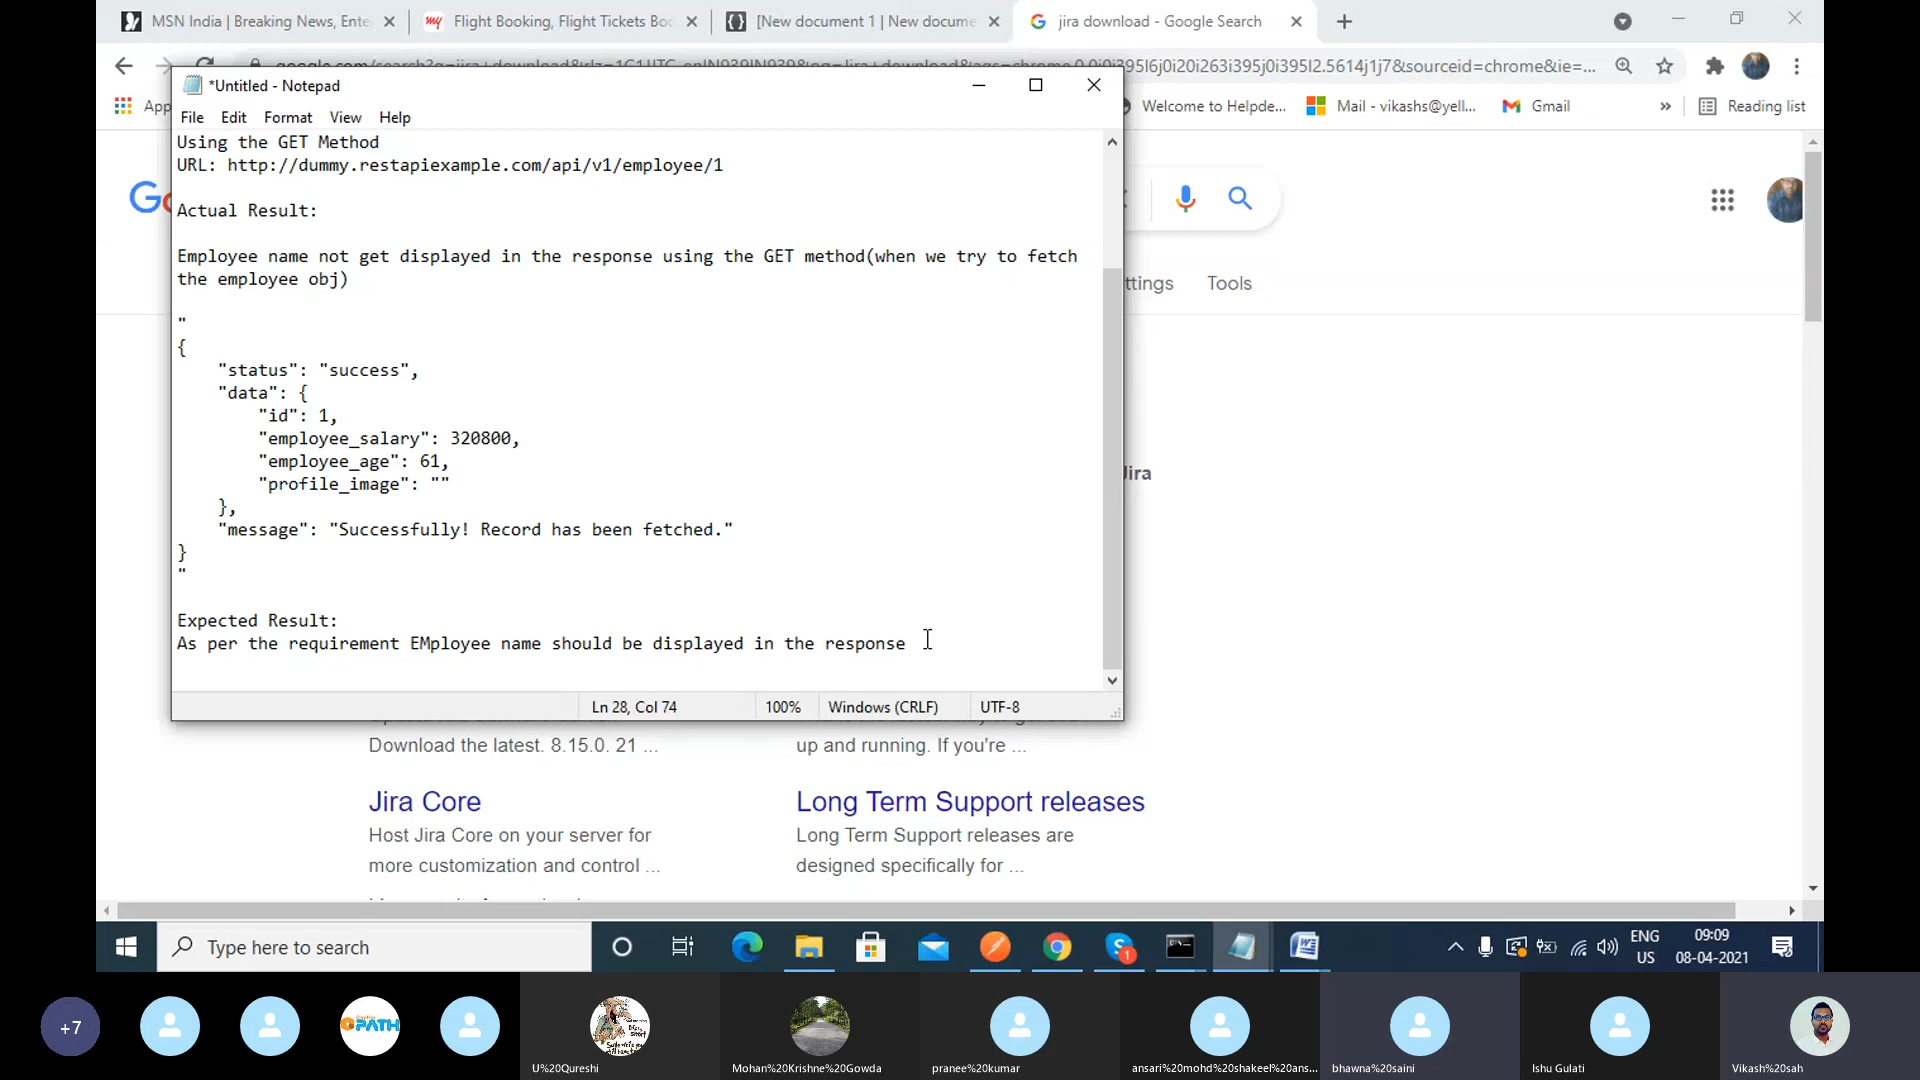 MSN India | Breaking News, Ente
Flight Booking, Flight Tickets Boo
[New document 1 | New docume
jira download - Google Search
*Untitled - Notepad
File Edit Format View Help
Using the GET Method
URL: http://dummy.restapiexample.com/api/v1/employee/1
Actual Result:
Employee name not get displayed in the response using the GET method(when we try to fetch
the employee obj)
"
{
"status": "success",
"data": {
"id": 1,
"employee_salary": 320800,
"employee_age": 61,
"profile_image": ""
},
"message": "Successfully! Record has been fetched."
}
"
Expected Result:
As per the requirement EMployee name should be displayed in the response
Ln 28, Col 74 100% Windows (CRLF) UTF-8
App
Welcome to Helpde...
Mail - vikashs@yell...
Gmail
»
Reading list
Go
ttings Tools
Jira
Download the latest. 8.15.0. 21 ...
up and running. If you're ...
Jira Core
Host Jira Core on your server for
more customization and control ...
Long Term Support releases
Long Term Support releases are
designed specifically for ...
Type here to search
1
ENG
US
09:09
08-04-2021
+7
PATH
U%20Qureshi
Mohan%20Krishne%20Gowda
pranee%20kumar
ansari%20mohd%20shakeel%20ans...
bhawna%20saini
Ishu Gulati
Vikash%20sah